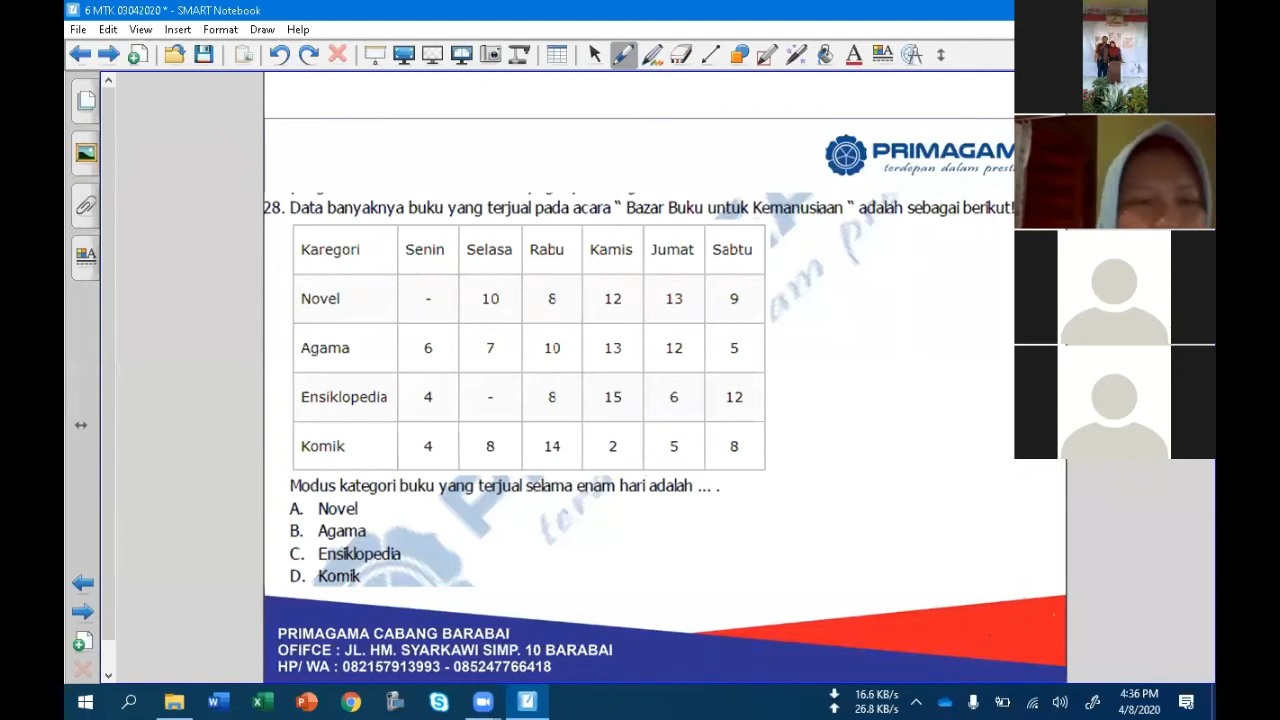 6 MTK 03042020 * - SMART Notebook
File Edit View Insert Format Draw Help
PRIMAGAM
terdepan dalam prest
28. Data banyaknya buku yang terjual pada acara “ Bazar Buku untuk Kemanusiaan “ adalah sebagai berikut!
Karegori Senin Selasa Rabu Kamis Jumat Sabtu
Novel - 10 8 12 13 9
Agama 6 7 10 13 12 5
Ensiklopedia 4 - 8 15 6 12
Komik 4 8 14 2 5 8
Modus kategori buku yang terjual selama enam hari adalah ... .
A. Novel
B. Agama
C. Ensiklopedia
D. Komik
PRIMAGAMA CABANG BARABAI
OFIFCE : JL. HM. SYARKAWI SIMP. 10 BARABAI
HP/ WA : 082157913993 - 085247766418
16.6 KB/s
26.8 KB/s
4:36 PM
4/8/2020